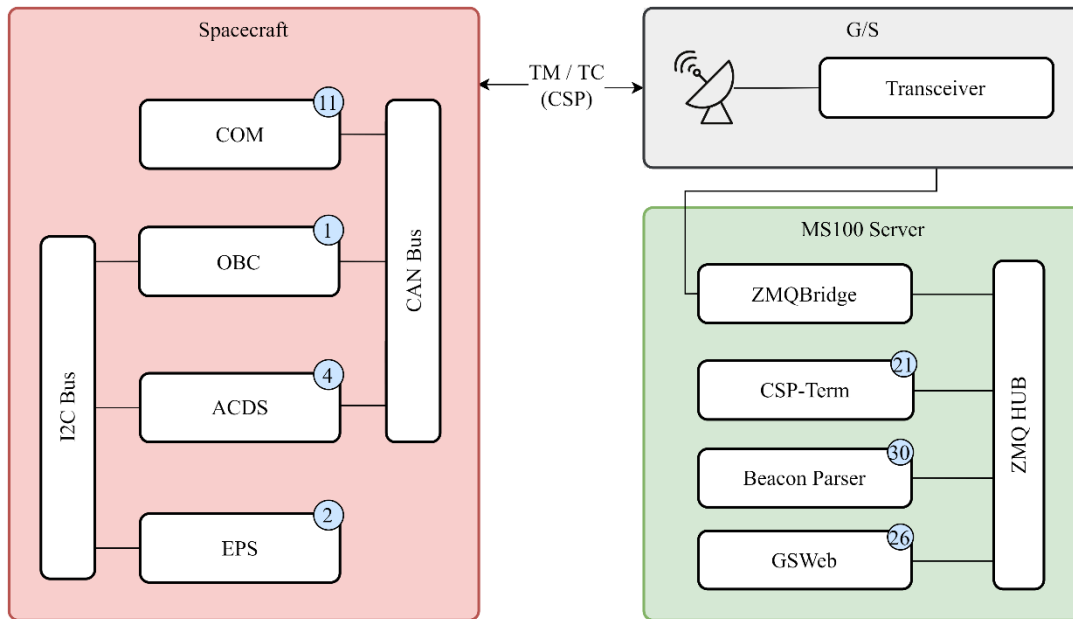 Spacecraft
11
COM
1
OBC
4
ACDS
2
EPS
I2C Bus
CAN Bus
TM / TC
(CSP)
G/S
Transceiver
MS100 Server
ZMQBridge
21
CSP-Term
30
Beacon Parser
26
GSWeb
ZMQ HUB